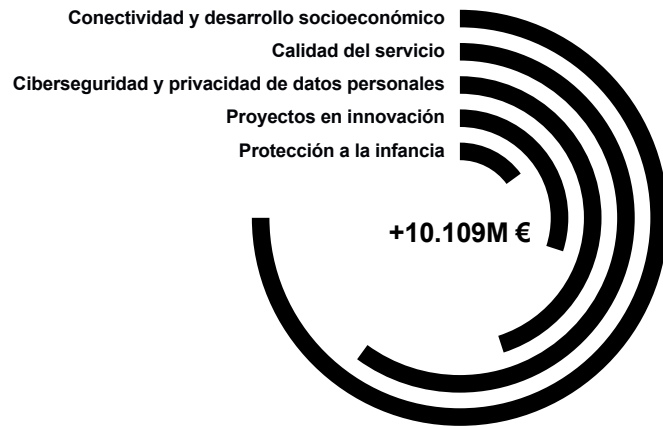 Conectividad y desarrollo socioeconómico
Calidad del servicio
Ciberseguridad y privacidad de datos personales
Proyectos en innovación
Protección a la infancia
+10.109M €